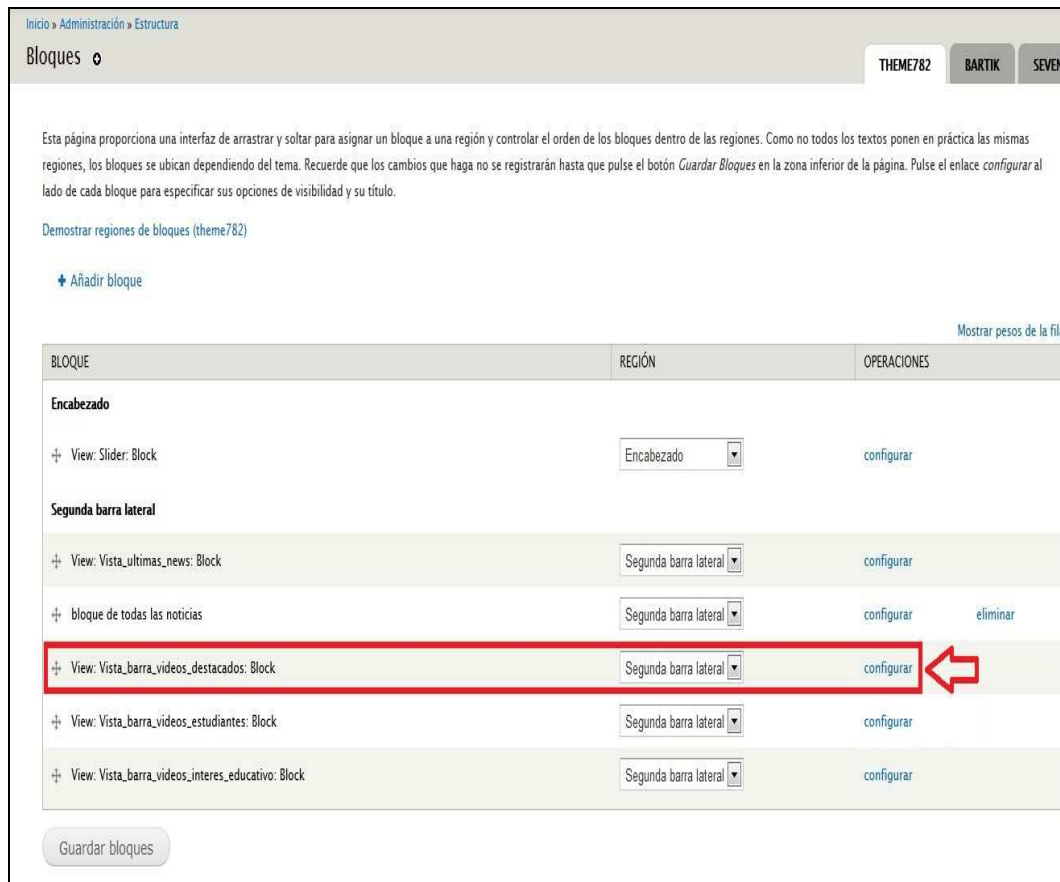 Inicio » Administración » Estructura
Bloques
THEME782 BARTIK SEVEN
Esta página proporciona una interfaz de arrastrar y soltar para asignar un bloque a una región y controlar el orden de los bloques dentro de las regiones. Como no todos los textos ponen en práctica las mismas
regiones, los bloques se ubican dependiendo del tema. Recuerde que los cambios que haga no se registrarán hasta que pulse el botón Guardar Bloques en la zona inferior de la página. Pulse el enlace configurar al
lado de cada bloque para especificar sus opciones de visibilidad y su título.
Demostrar regiones de bloques (theme782)
+ Añadir bloque
Mostrar pesos de la fila
BLOQUE REGIÓN OPERACIONES
Encabezado
View: Slider: Block Encabezado configurar
Segunda barra lateral
View: Vista_ultimas_news: Block Segunda barra lateral configurar
bloque de todas las noticias Segunda barra lateral configurar eliminar
View: Vista_barra_videos_destacados: Block Segunda barra lateral configurar
View: Vista_barra_videos_estudiantes: Block Segunda barra lateral configurar
View: Vista_barra_videos_interes_educativo: Block Segunda barra lateral configurar
Guardar bloques